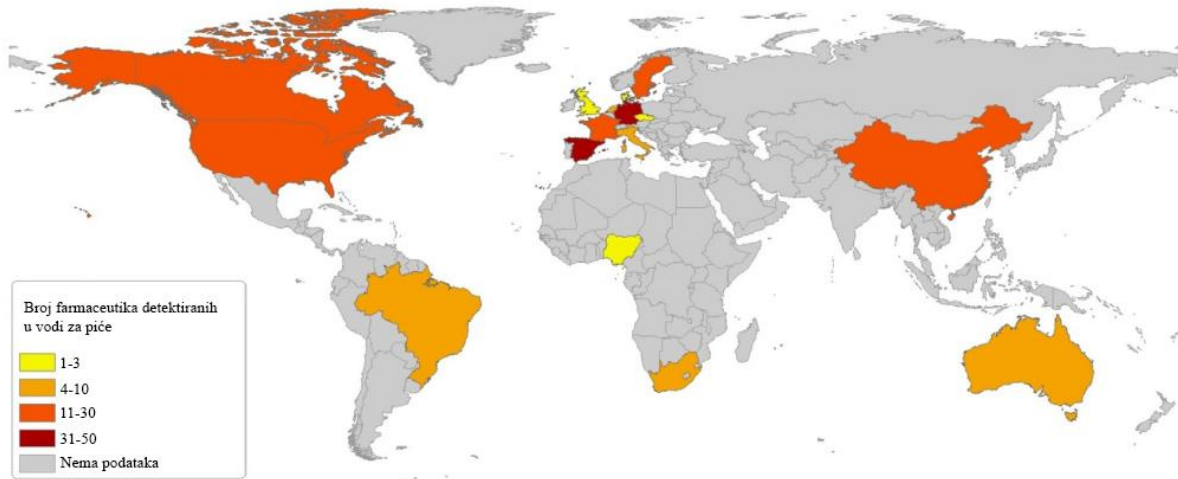 Broj farmaceutika detektiranih
u vodi za piće
1-3
4-10
11-30
31-50
Nema podataka